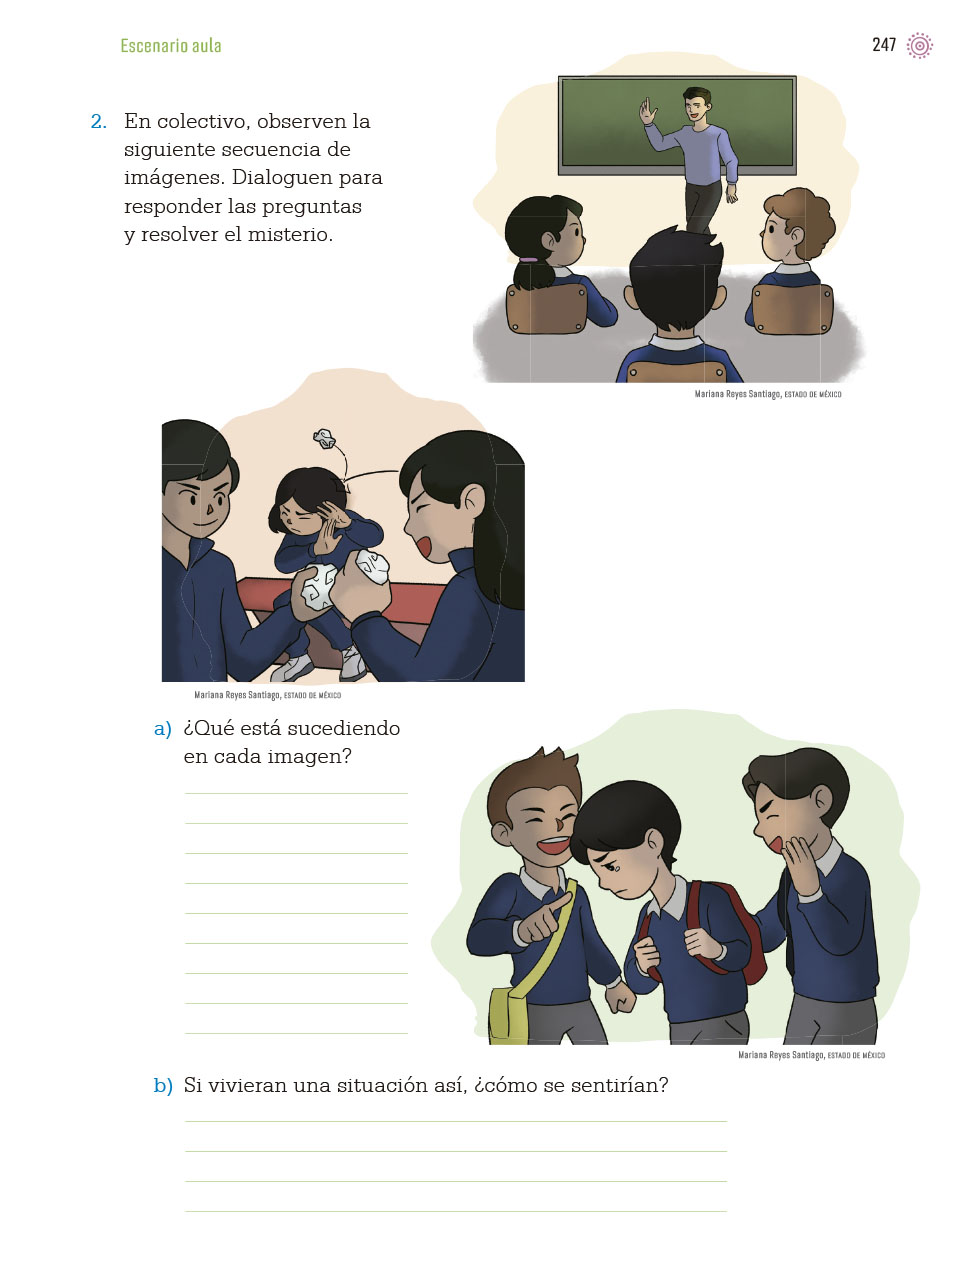 Escenario aula
247
2. En colectivo, observen la
siguiente secuencia de
imágenes. Dialoguen para
responder las preguntas
y resolver el misterio.
Mariana Reyes Santiago, ESTADO DE MÉXICO
Mariana Reyes Santiago, ESTADO DE MÉXICO
a) ¿Qué está sucediendo
en cada imagen?
Mariana Reyes Santiago, ESTADO DE MÉXICO
b) Si vivieran una situación así, ¿cómo se sentirían?